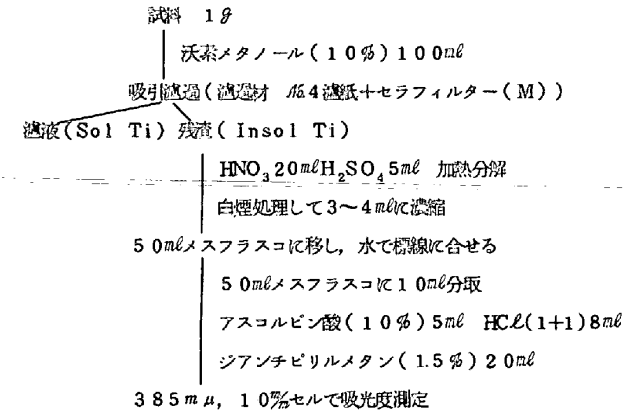 試料 1g
沃素メタノール(10%)100ml
吸引濾過(濾過材 №4濾紙+セラフィルター(M))
濾液(Sol Ti) 残査(Insol Ti)
HNO3 20ml H2SO4 5ml 加熱分解
白煙処理して3~4mlに濃縮
50mlメスフラスコに移し,水で標線に合せる
50mlメスフラスコに10ml分取
アスコルビン酸(10%)5ml HCl(1+1)8ml
ジアンチピリルメタン(1.5%)20ml
385mμ,10m/mセルで吸光度測定